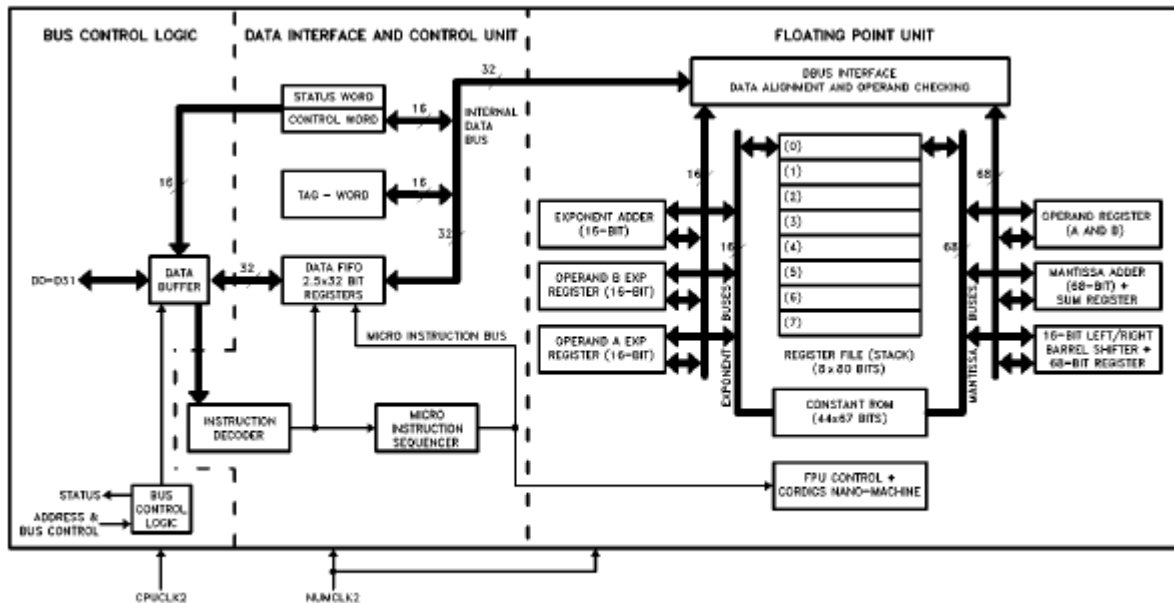 BUS CONTROL LOGIC
DATA INTERFACE AND CONTROL UNIT
FLOATING POINT UNIT
32
DBUS INTERFACE
DATA ALIGNMENT AND OPERAND CHECKING
STATUS WORD
CONTROL WORD
16
INTERNAL
DATA
BUS
16
TAG - WORD
16
32
DATA
BUFFER
D0-D31
32
DATA FIFO
2.5x32 BIT
REGISTERS
MICRO INSTRUCTION BUS
INSTRUCTION
DECODER
MICRO
INSTRUCTION
SEQUENCER
STATUS
ADDRESS &
BUS CONTROL
BUS
CONTROL
LOGIC
CPUCLK2
NUMCLK2
16
EXPONENT ADDER
(16-BIT)
OPERAND B EXP
REGISTER (16-BIT)
OPERAND A EXP
REGISTER (16-BIT)
16
EXPONENT BUSES
(0)
(1)
(2)
(3)
(4)
(5)
(6)
(7)
REGISTER FILE (STACK)
(8x80 BITS)
CONSTANT ROM
(44x67 BITS)
FPU CONTROL +
CORDICS NANO-MACHINE
68
MANTISSA BUSES
68
OPERAND REGISTER
(A AND B)
MANTISSA ADDER
(68-BIT) +
SUM REGISTER
16-BIT LEFT/RIGHT
BARREL SHIFTER +
68-BIT REGISTER